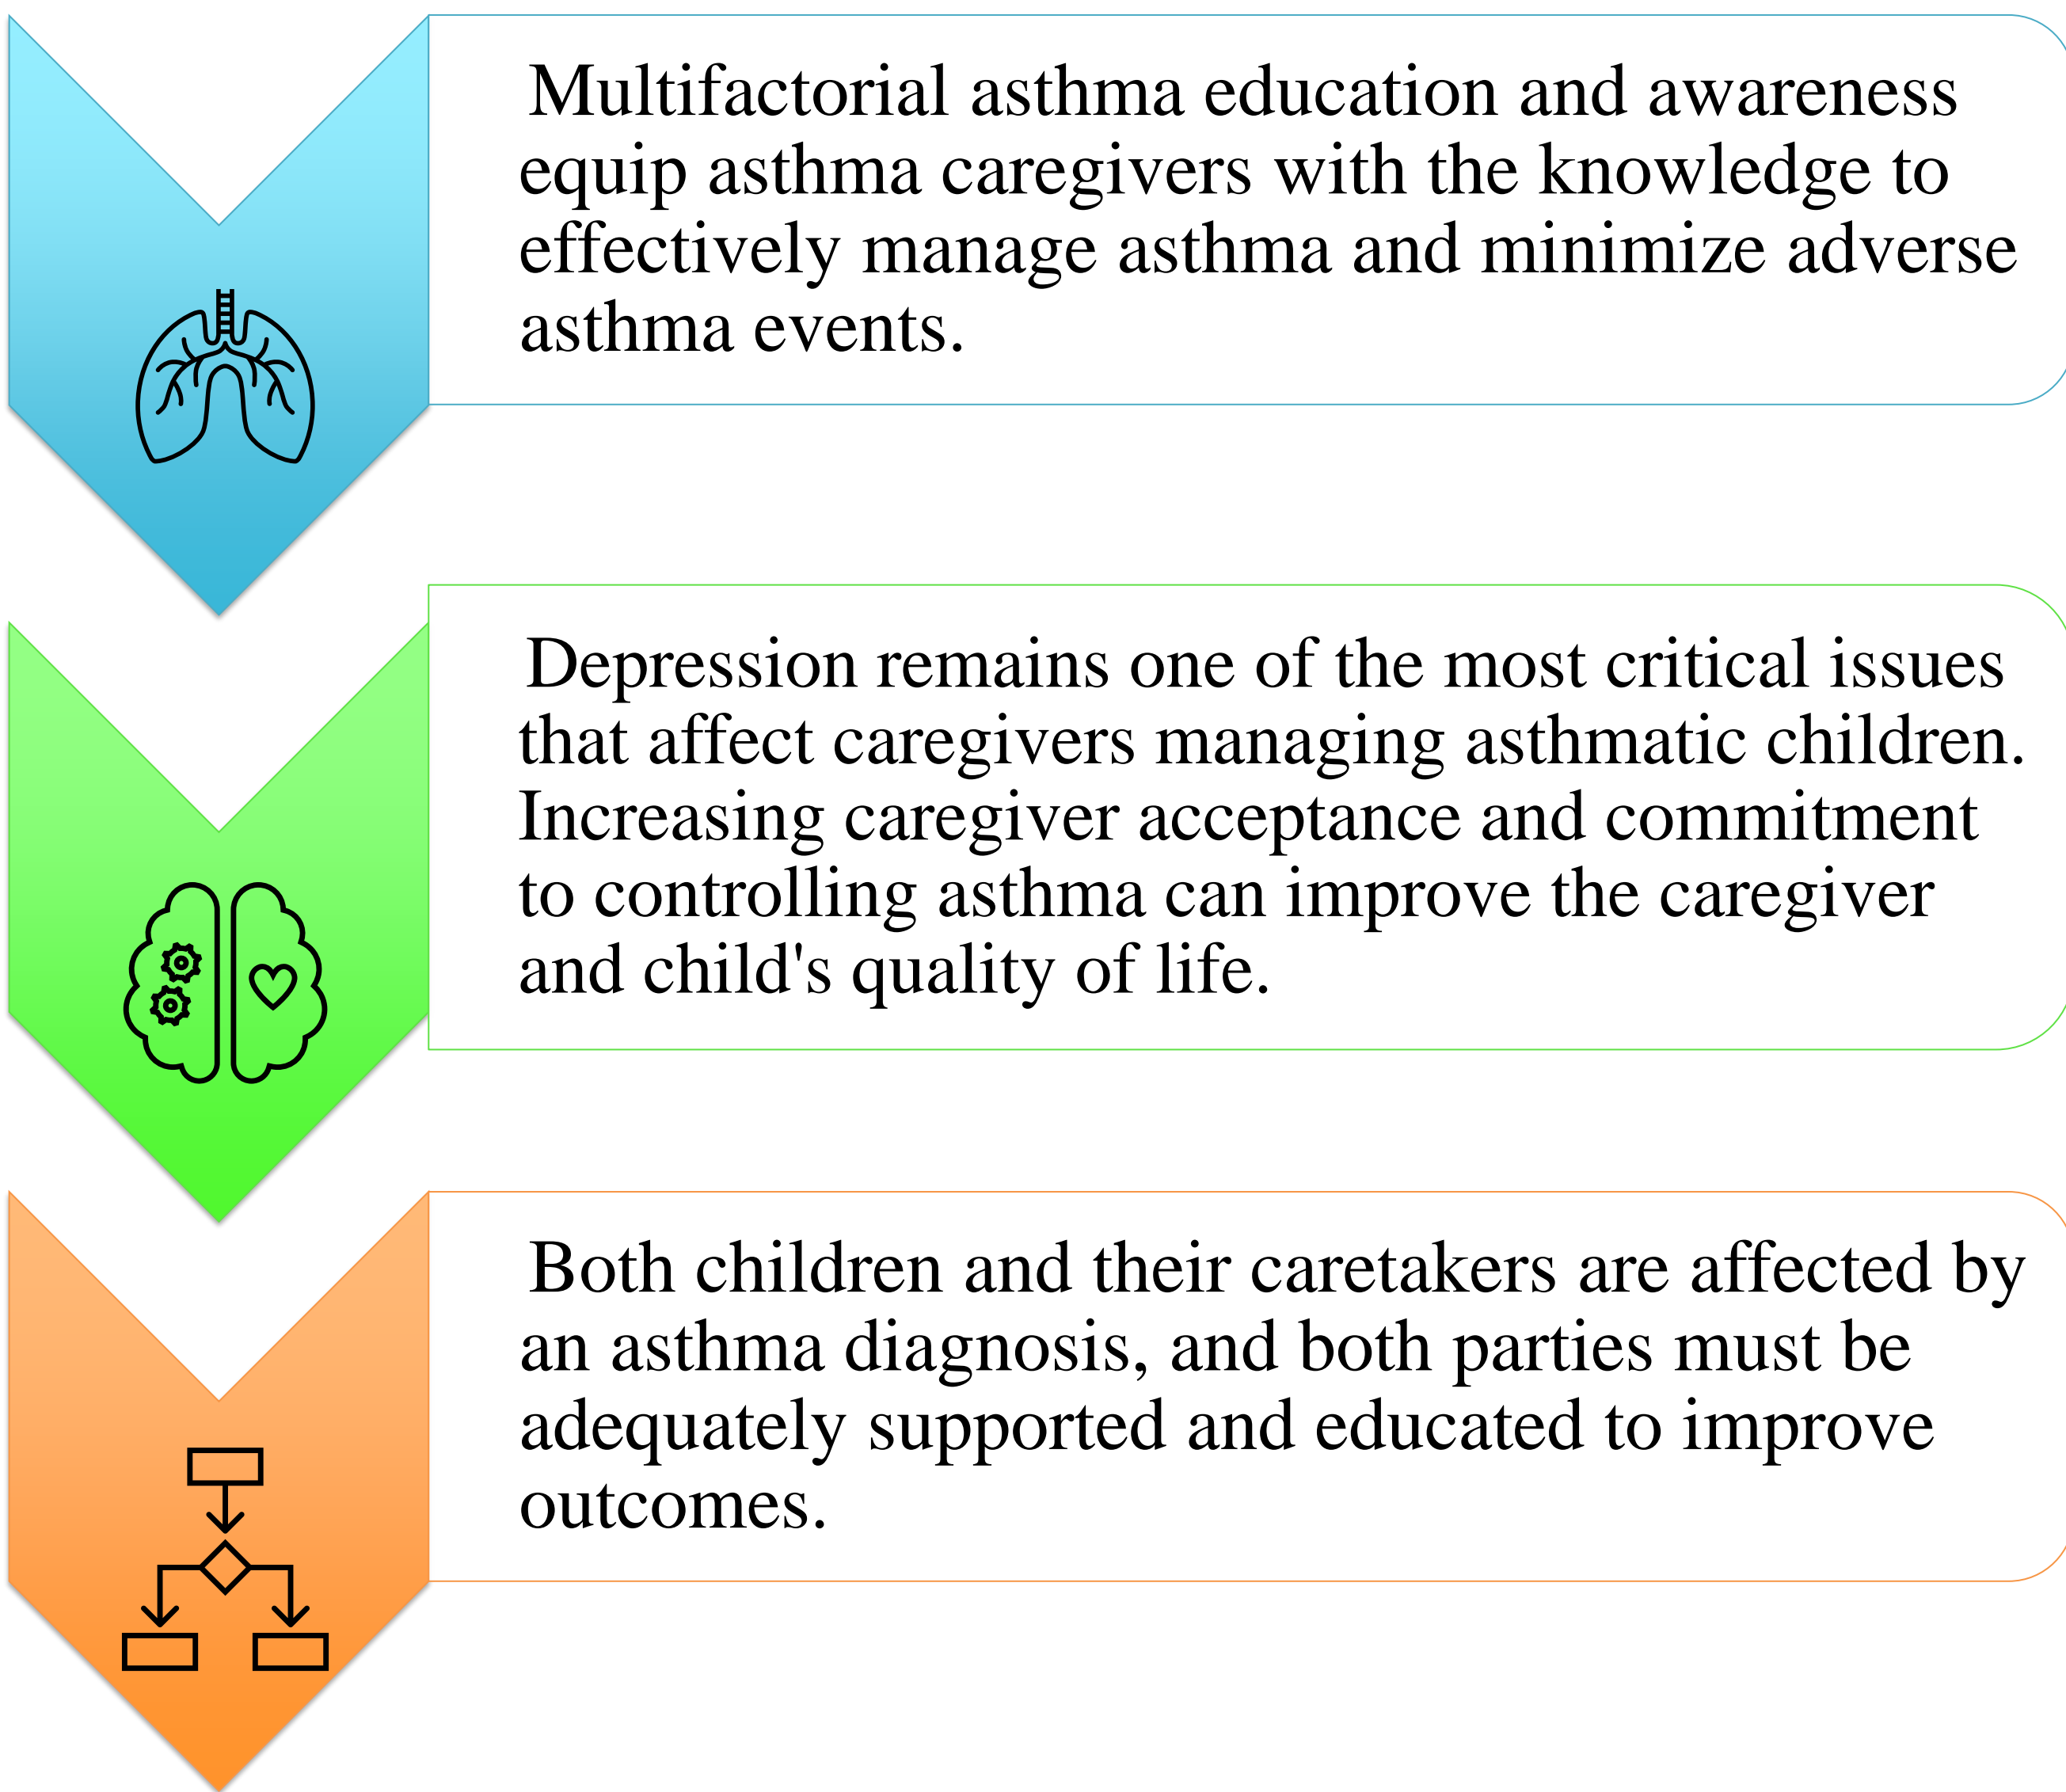 Multifactorial asthma education and awareness
equip asthma caregivers with the knowledge to
effectively manage asthma and minimize adverse
asthma events.
Depression remains one of the most critical issues
that affect caregivers managing asthmatic children.
Increasing caregiver acceptance and commitment
to controlling asthma can improve the caregiver
and child's quality of life.
Both children and their caretakers are affected by
an asthma diagnosis, and both parties must be
adequately supported and educated to improve
outcomes.